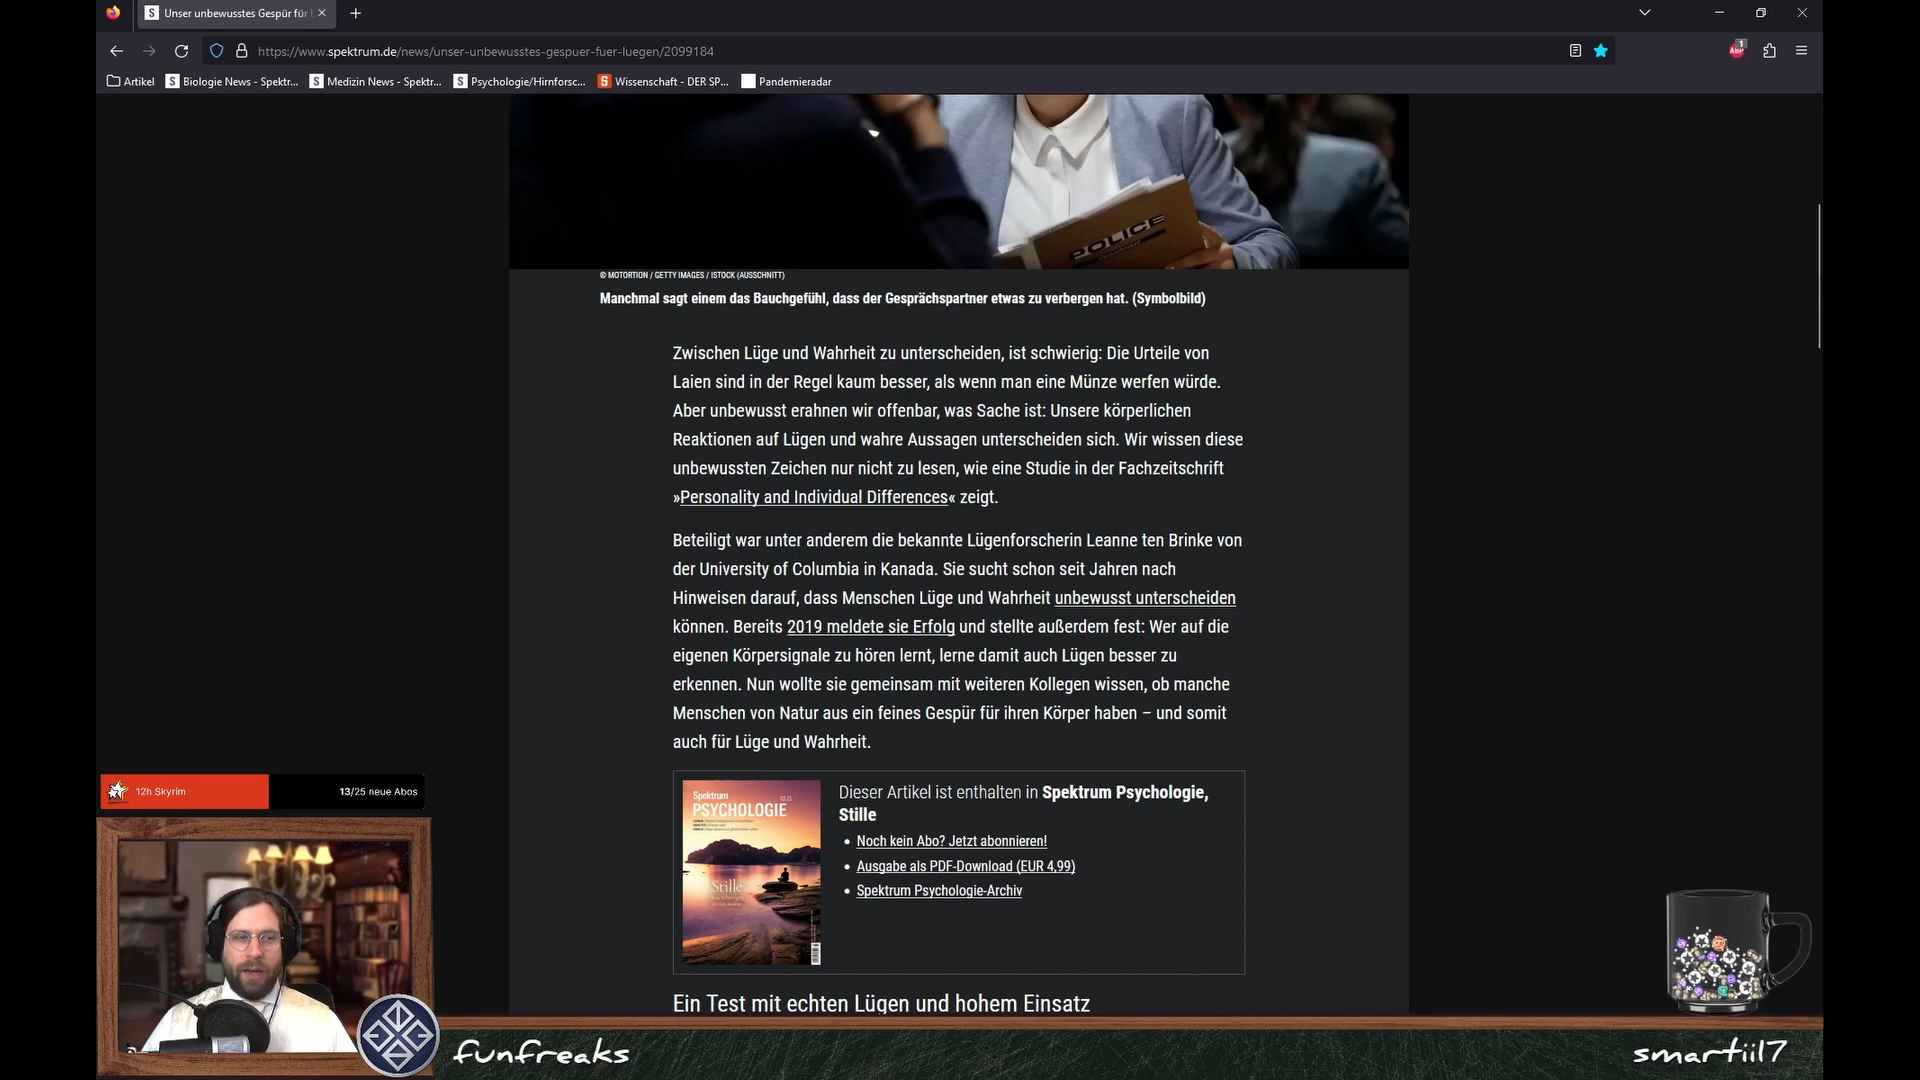 Unser unbewusstes Gespür für
https://www.spektrum.de/news/unser-unbewusstes-gespuer-fuer-luegen/2099184
Artikel
Biologie News - Spektr...
Medizin News - Spektr...
Psychologie/Hirnforsc...
Wissenschaft - DER SP...
Pandemieradar
POLICE
© MOTORTION / GETTY IMAGES / ISTOCK (AUSSCHNITT)
Manchmal sagt einem das Bauchgefühl, dass der Gesprächspartner etwas zu verbergen hat. (Symbolbild)
Zwischen Lüge und Wahrheit zu unterscheiden, ist schwierig: Die Urteile von
Laien sind in der Regel kaum besser, als wenn man eine Münze werfen würde.
Aber unbewusst erahnen wir offenbar, was Sache ist: Unsere körperlichen
Reaktionen auf Lügen und wahre Aussagen unterscheiden sich. Wir wissen diese
unbewussten Zeichen nur nicht zu lesen, wie eine Studie in der Fachzeitschrift
»Personality and Individual Differences« zeigt.
Beteiligt war unter anderem die bekannte Lügenforscherin Leanne ten Brinke von
der University of Columbia in Kanada. Sie sucht schon seit Jahren nach
Hinweisen darauf, dass Menschen Lüge und Wahrheit unbewusst unterscheiden
können. Bereits 2019 meldete sie Erfolg und stellte außerdem fest: Wer auf die
eigenen Körpersignale zu hören lernt, lerne damit auch Lügen besser zu
erkennen. Nun wollte sie gemeinsam mit weiteren Kollegen wissen, ob manche
Menschen von Natur aus ein feines Gespür für ihren Körper haben – und somit
auch für Lüge und Wahrheit.
Spektrum
PSYCHOLOGIE
Stille
Dieser Artikel ist enthalten in Spektrum Psychologie,
Stille
Noch kein Abo? Jetzt abonnieren!
Ausgabe als PDF-Download (EUR 4,99)
Spektrum Psychologie-Archiv
Ein Test mit echten Lügen und hohem Einsatz
12h Skyrim
13/25 neue Abos
funfreaks
smartiil7